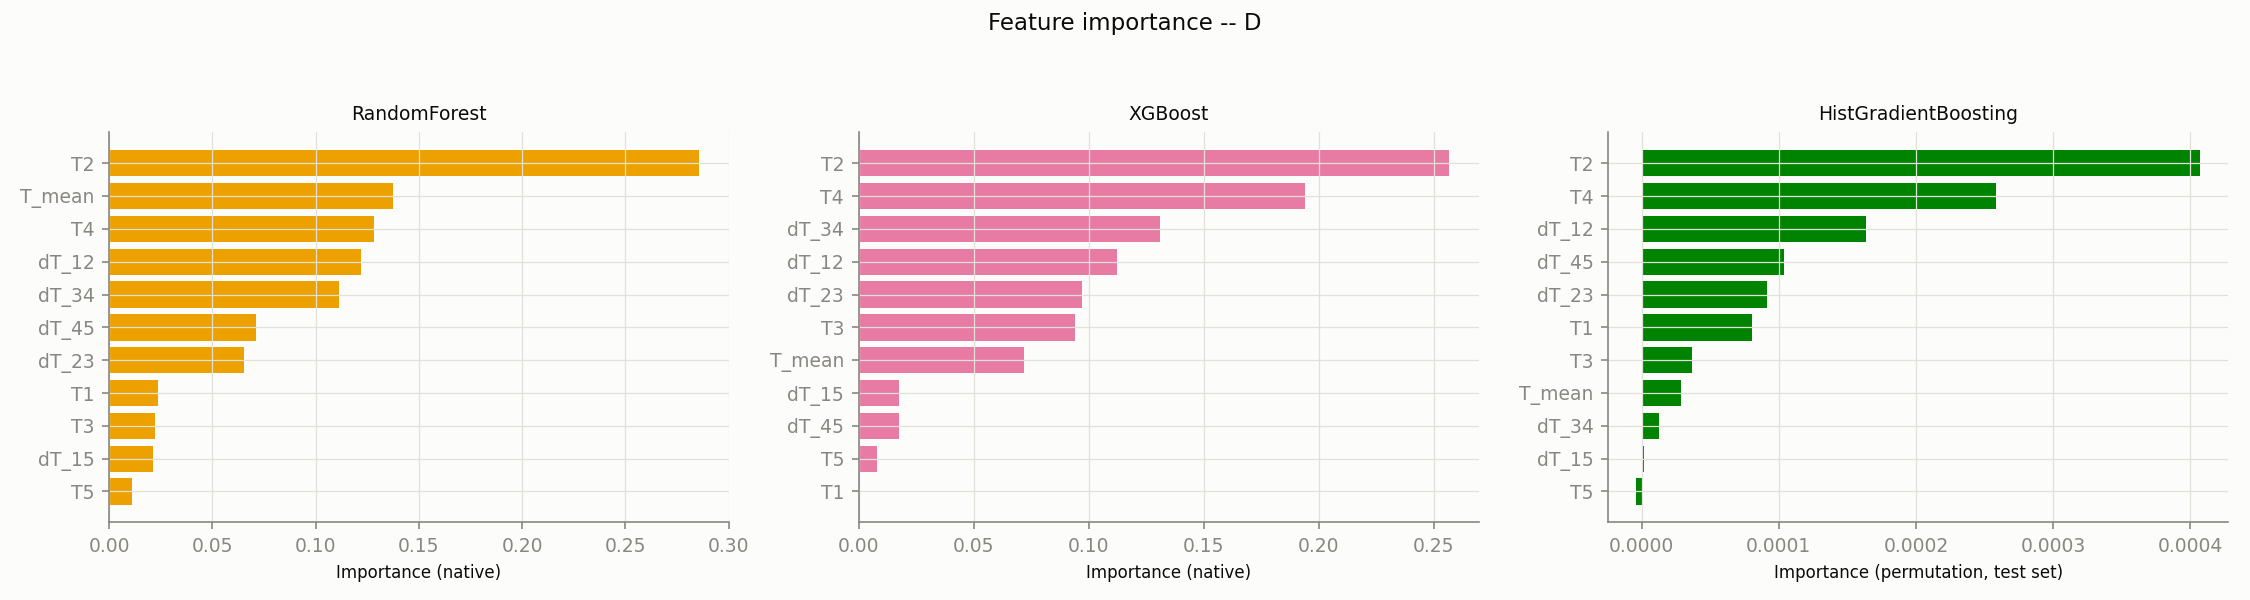 Feature importance -- D
RandomForest
T2
T_mean
T4
dT_12
dT_34
dT_45
dT_23
T1
T3
dT_15
T5
0.00 0.05 0.10 0.15 0.20 0.25 0.30
Importance (native)
XGBoost
T2
T4
dT_34
dT_12
dT_23
T3
T_mean
dT_15
dT_45
T5
T1
0.00 0.05 0.10 0.15 0.20 0.25
Importance (native)
HistGradientBoosting
T2
T4
dT_12
dT_45
dT_23
T1
T3
T_mean
dT_34
dT_15
T5
0.0000 0.0001 0.0002 0.0003 0.0004
Importance (permutation, test set)